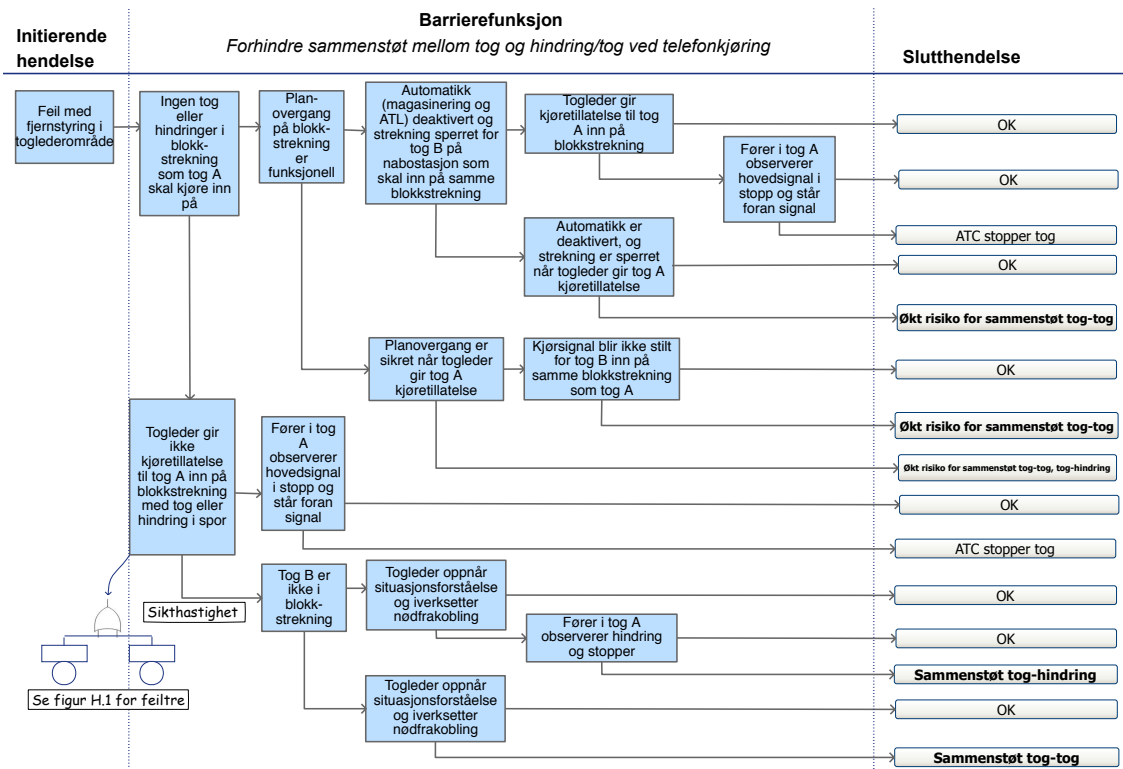 Initierende
hendelse
Barrierefunksjon
Forhindre sammenstøt mellom tog og hindring/tog ved telefonkjøring
Slutthendelse
Feil med
fjernstyring i
toglederområde
Ingen tog
eller
hindringer i
blokk-
strekning
som tog A
skal kjøre inn
på
Plan-
overgang
på blokk-
strekning
er
funksjonell
Automatikk
(magasinering og
ATL) deaktivert og
strekning sperret for
tog B på
nabostasjon som
skal inn på samme
blokkstrekning
Togleder gir
kjøretillatelse til tog
A inn på
blokkstrekning
OK
Fører i tog A
observerer
hovedsignal i
stopp og står
foran signal
OK
ATC stopper tog
Automatikk er
deaktivert, og
strekning er sperret
når togleder gir tog A
kjøretillatelse
OK
Økt risiko for sammenstøt tog-tog
Planovergang er
sikret når togleder
gir tog A
kjøretillatelse
Kjørsignal blir ikke stilt
for tog B inn på
samme blokkstrekning
som tog A
OK
Økt risiko for sammenstøt tog-tog
Økt risiko for sammenstøt tog-tog, tog-hindring
Togleder gir
ikke
kjøretillatelse
til tog A inn på
blokkstrekning
med tog eller
hindring i spor
Fører i tog
A
observerer
hovedsignal
i stopp og
står foran
signal
OK
ATC stopper tog
Sikthastighet
Tog B er
ikke i
blokk-
strekning
Togleder oppnår
situasjonsforståelse
og iverksetter
nødfrakobling
OK
Fører i tog A
observerer hindring
og stopper
OK
Sammenstøt tog-hindring
Togleder oppnår
situasjonsforståelse
og iverksetter
nødfrakobling
OK
Sammenstøt tog-tog
Se figur H.1 for feiltre